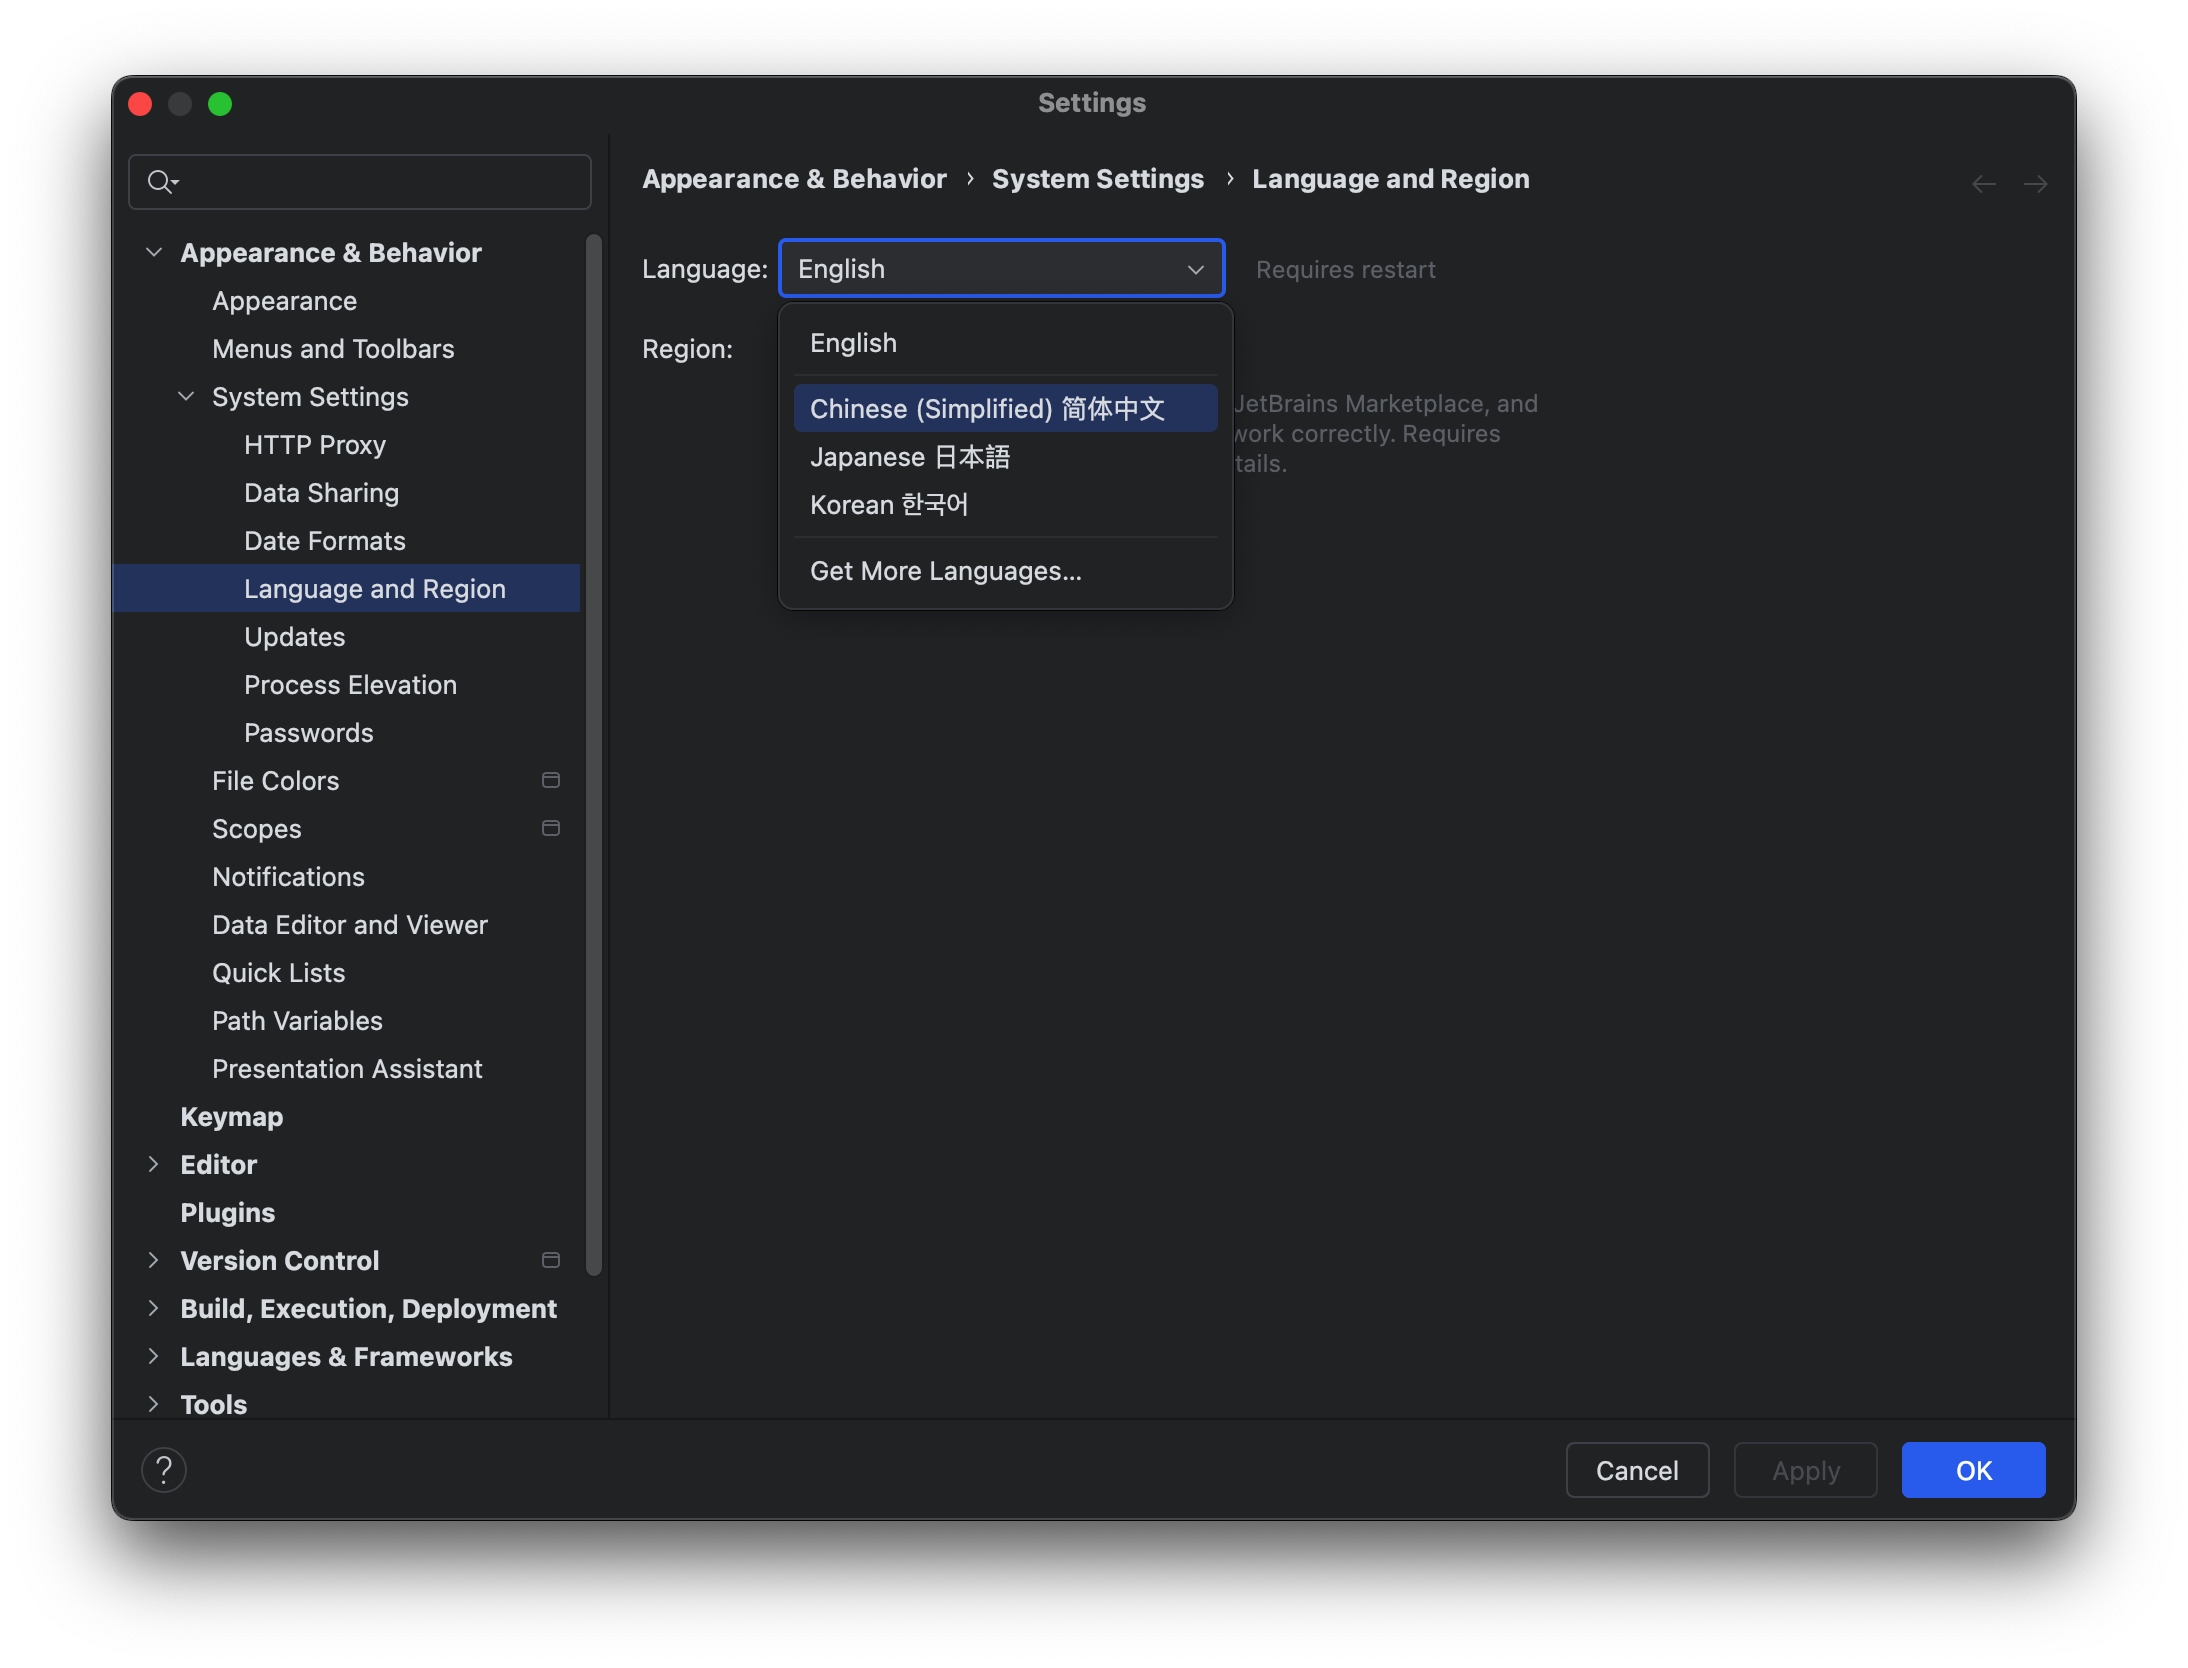 Settings
Appearance & Behavior
Appearance
Menus and Toolbars
System Settings
HTTP Proxy
Data Sharing
Date Formats
Language and Region
Updates
Process Elevation
Passwords
File Colors
Scopes
Notifications
Data Editor and Viewer
Quick Lists
Path Variables
Presentation Assistant
Keymap
Editor
Plugins
Version Control
Build, Execution, Deployment
Languages & Frameworks
Tools
Appearance & Behavior › System Settings › Language and Region
Language: English Requires restart
Region:
English
Chinese (Simplified) 简体中文
Japanese 日本語
Korean 한국어
Get More Languages...
JetBrains Marketplace, and
work correctly. Requires
tails.
?
Cancel
Apply
OK